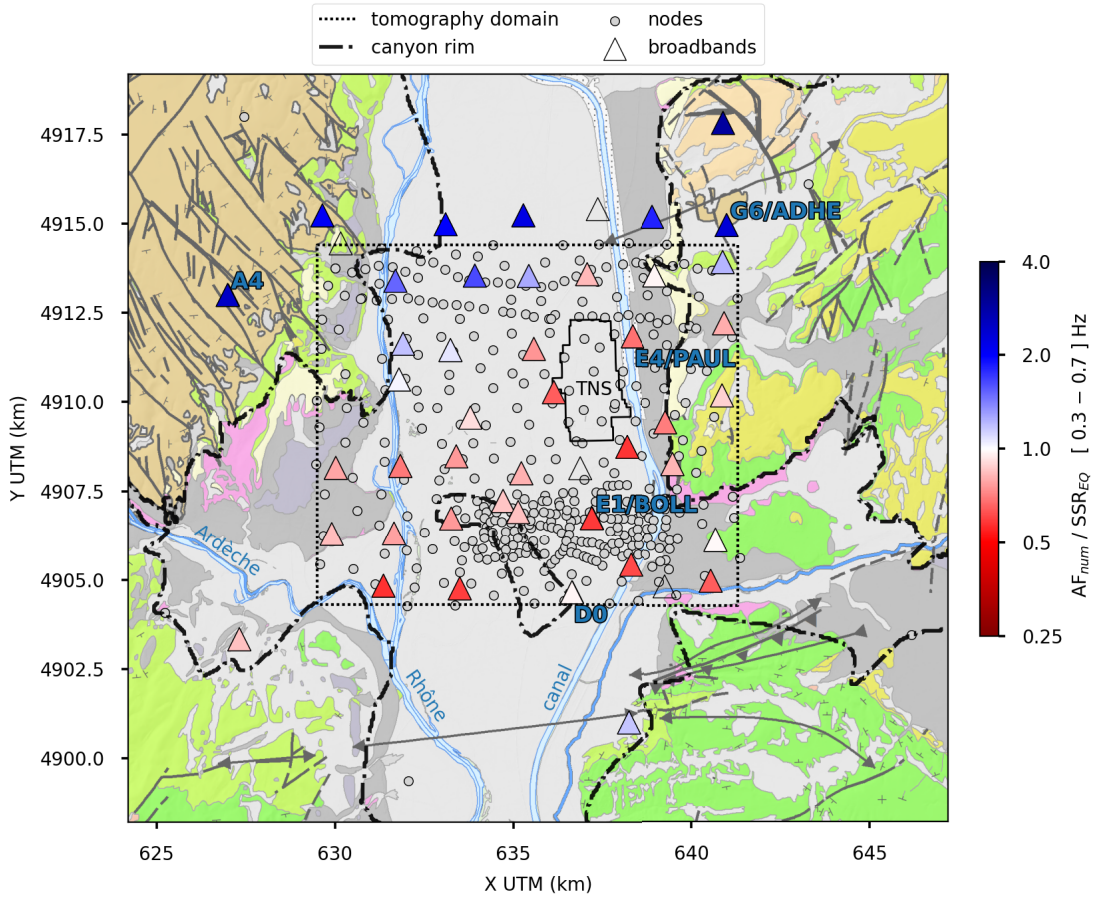 tomography domain
canyon rim
nodes
broadbands
4917.5
4915.0
4912.5
4910.0
4907.5
4905.0
4902.5
4900.0
Y UTM (km)
G6/ADHE
A4
E4/PAUL
TNS
E1/BOLL
Ardèche
D0
Rhône
canal
625
630
635
640
645
X UTM (km)
4.0
2.0
1.0
0.5
0.25
AFnum / SSREQ [ 0.3 − 0.7 ] Hz